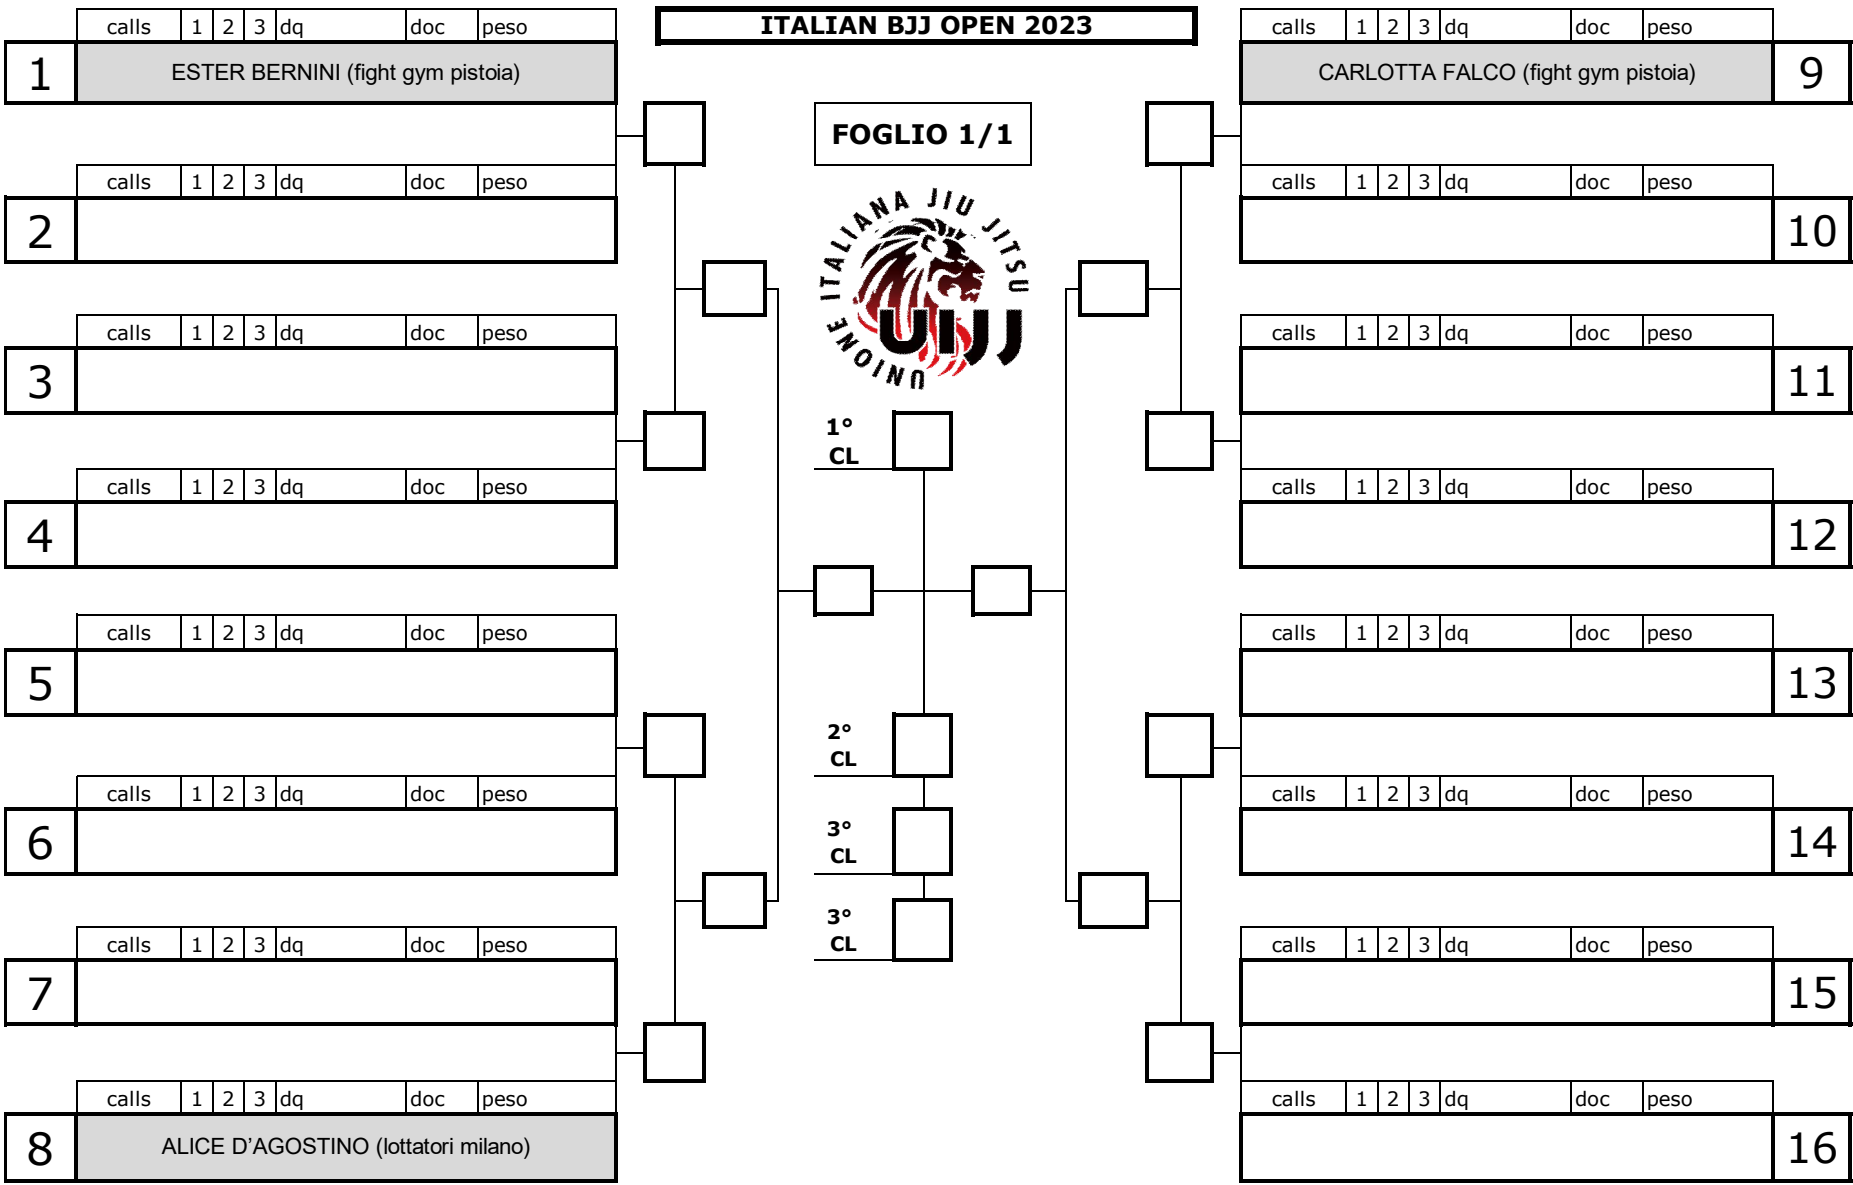 ITALIAN BJJ OPEN 2023
calls 1 2 3 dq doc peso
1 ESTER BERNINI (fight gym pistoia)
calls 1 2 3 dq doc peso
2
calls 1 2 3 dq doc peso
3
calls 1 2 3 dq doc peso
4
calls 1 2 3 dq doc peso
5
calls 1 2 3 dq doc peso
6
calls 1 2 3 dq doc peso
7
calls 1 2 3 dq doc peso
8 ALICE D’AGOSTINO (lottatori milano)
FOGLIO 1/1
UNIONE ITALIANA JIU JITSU
UIJJ
1°
CL
2°
CL
3°
CL
3°
CL
calls 1 2 3 dq doc peso
CARLOTTA FALCO (fight gym pistoia) 9
calls 1 2 3 dq doc peso
10
calls 1 2 3 dq doc peso
11
calls 1 2 3 dq doc peso
12
calls 1 2 3 dq doc peso
13
calls 1 2 3 dq doc peso
14
calls 1 2 3 dq doc peso
15
calls 1 2 3 dq doc peso
16